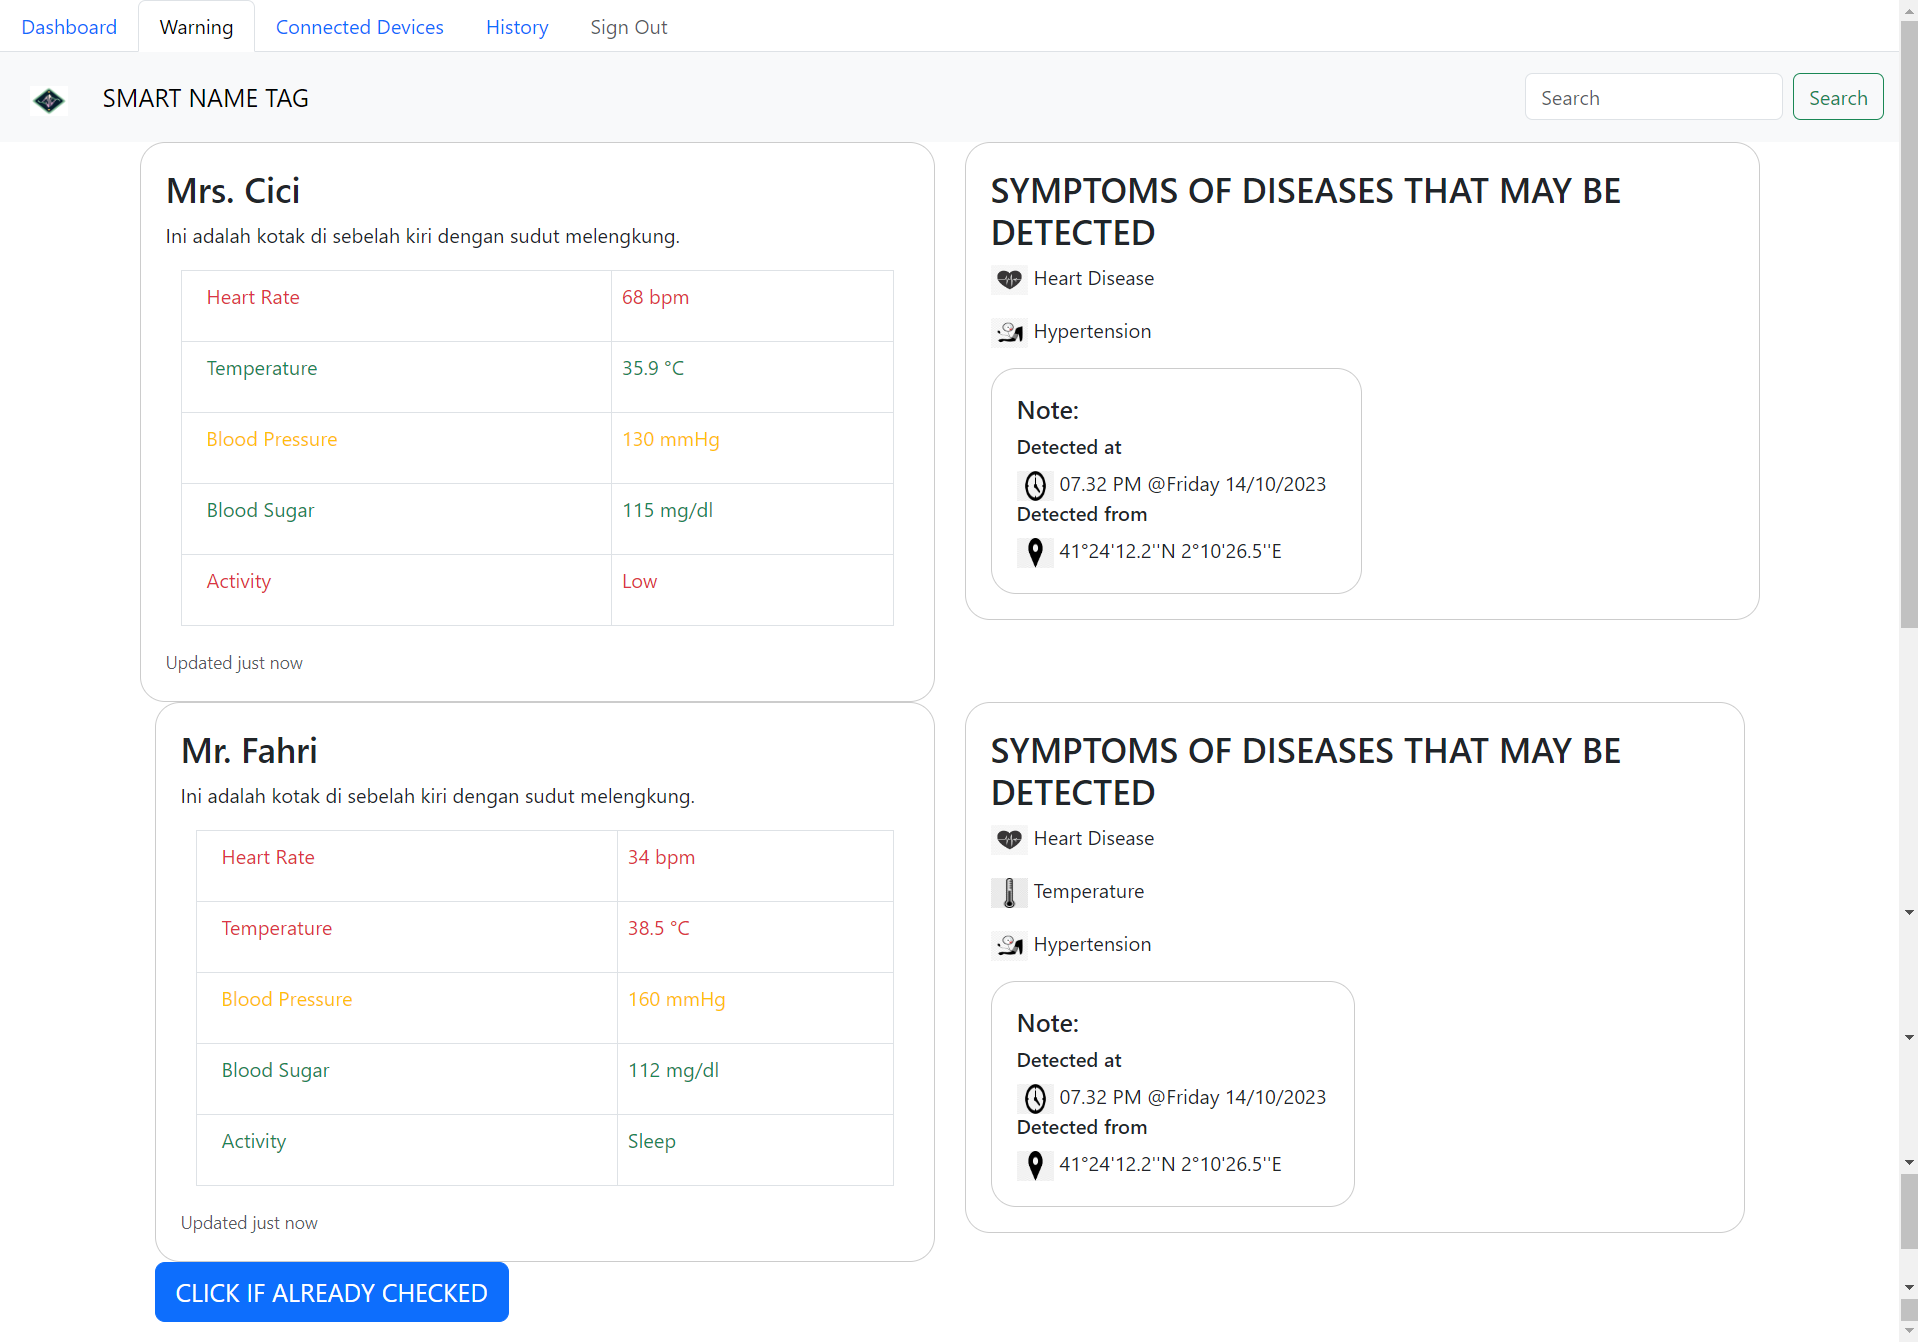 Dashboard Warning Connected Devices History Sign Out
SMART NAME TAG Search Search
Mrs. Cici
Ini adalah kotak di sebelah kiri dengan sudut melengkung.
Heart Rate 68 bpm
Temperature 35.9 °C
Blood Pressure 130 mmHg
Blood Sugar 115 mg/dl
Activity Low
Updated just now
SYMPTOMS OF DISEASES THAT MAY BE
DETECTED
Heart Disease
Hypertension
Note:
Detected at
07.32 PM @Friday 14/10/2023
Detected from
41°24'12.2''N 2°10'26.5''E
Mr. Fahri
Ini adalah kotak di sebelah kiri dengan sudut melengkung.
Heart Rate 34 bpm
Temperature 38.5 °C
Blood Pressure 160 mmHg
Blood Sugar 112 mg/dl
Activity Sleep
Updated just now
SYMPTOMS OF DISEASES THAT MAY BE
DETECTED
Heart Disease
Temperature
Hypertension
Note:
Detected at
07.32 PM @Friday 14/10/2023
Detected from
41°24'12.2''N 2°10'26.5''E
CLICK IF ALREADY CHECKED